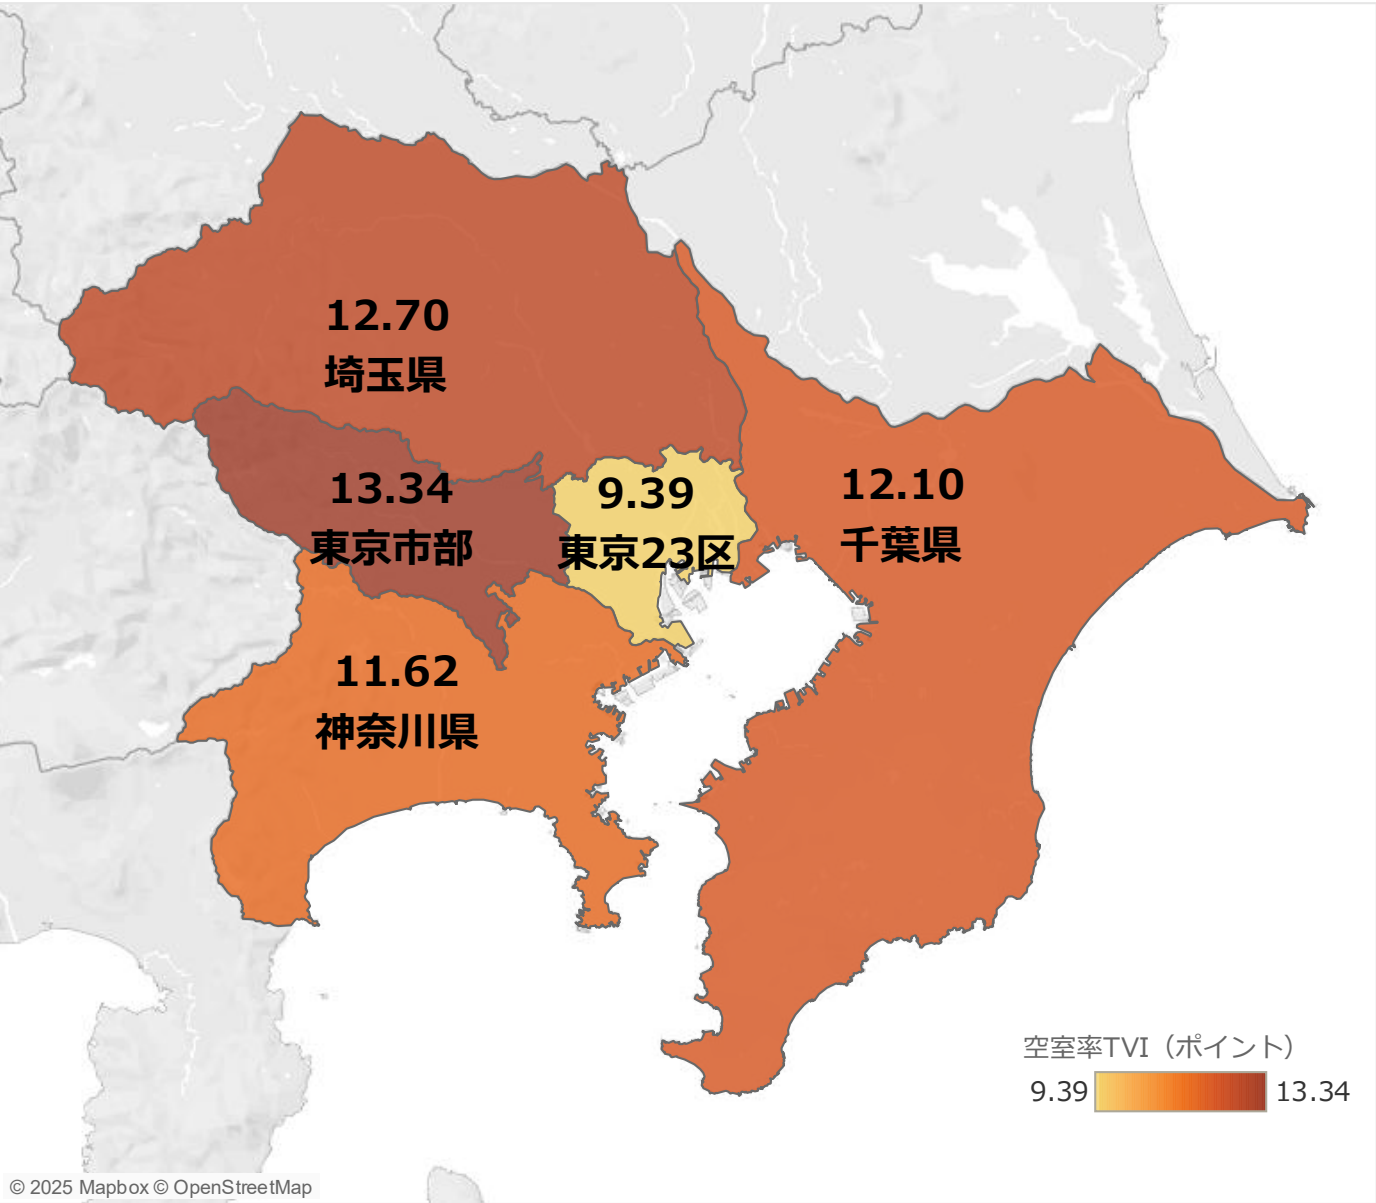 12.70
埼玉県
13.34
東京市部
9.39
東京23区
12.10
千葉県
11.62
神奈川県
空室率TVI（ポイント）
9.39 13.34
© 2025 Mapbox © OpenStreetMap